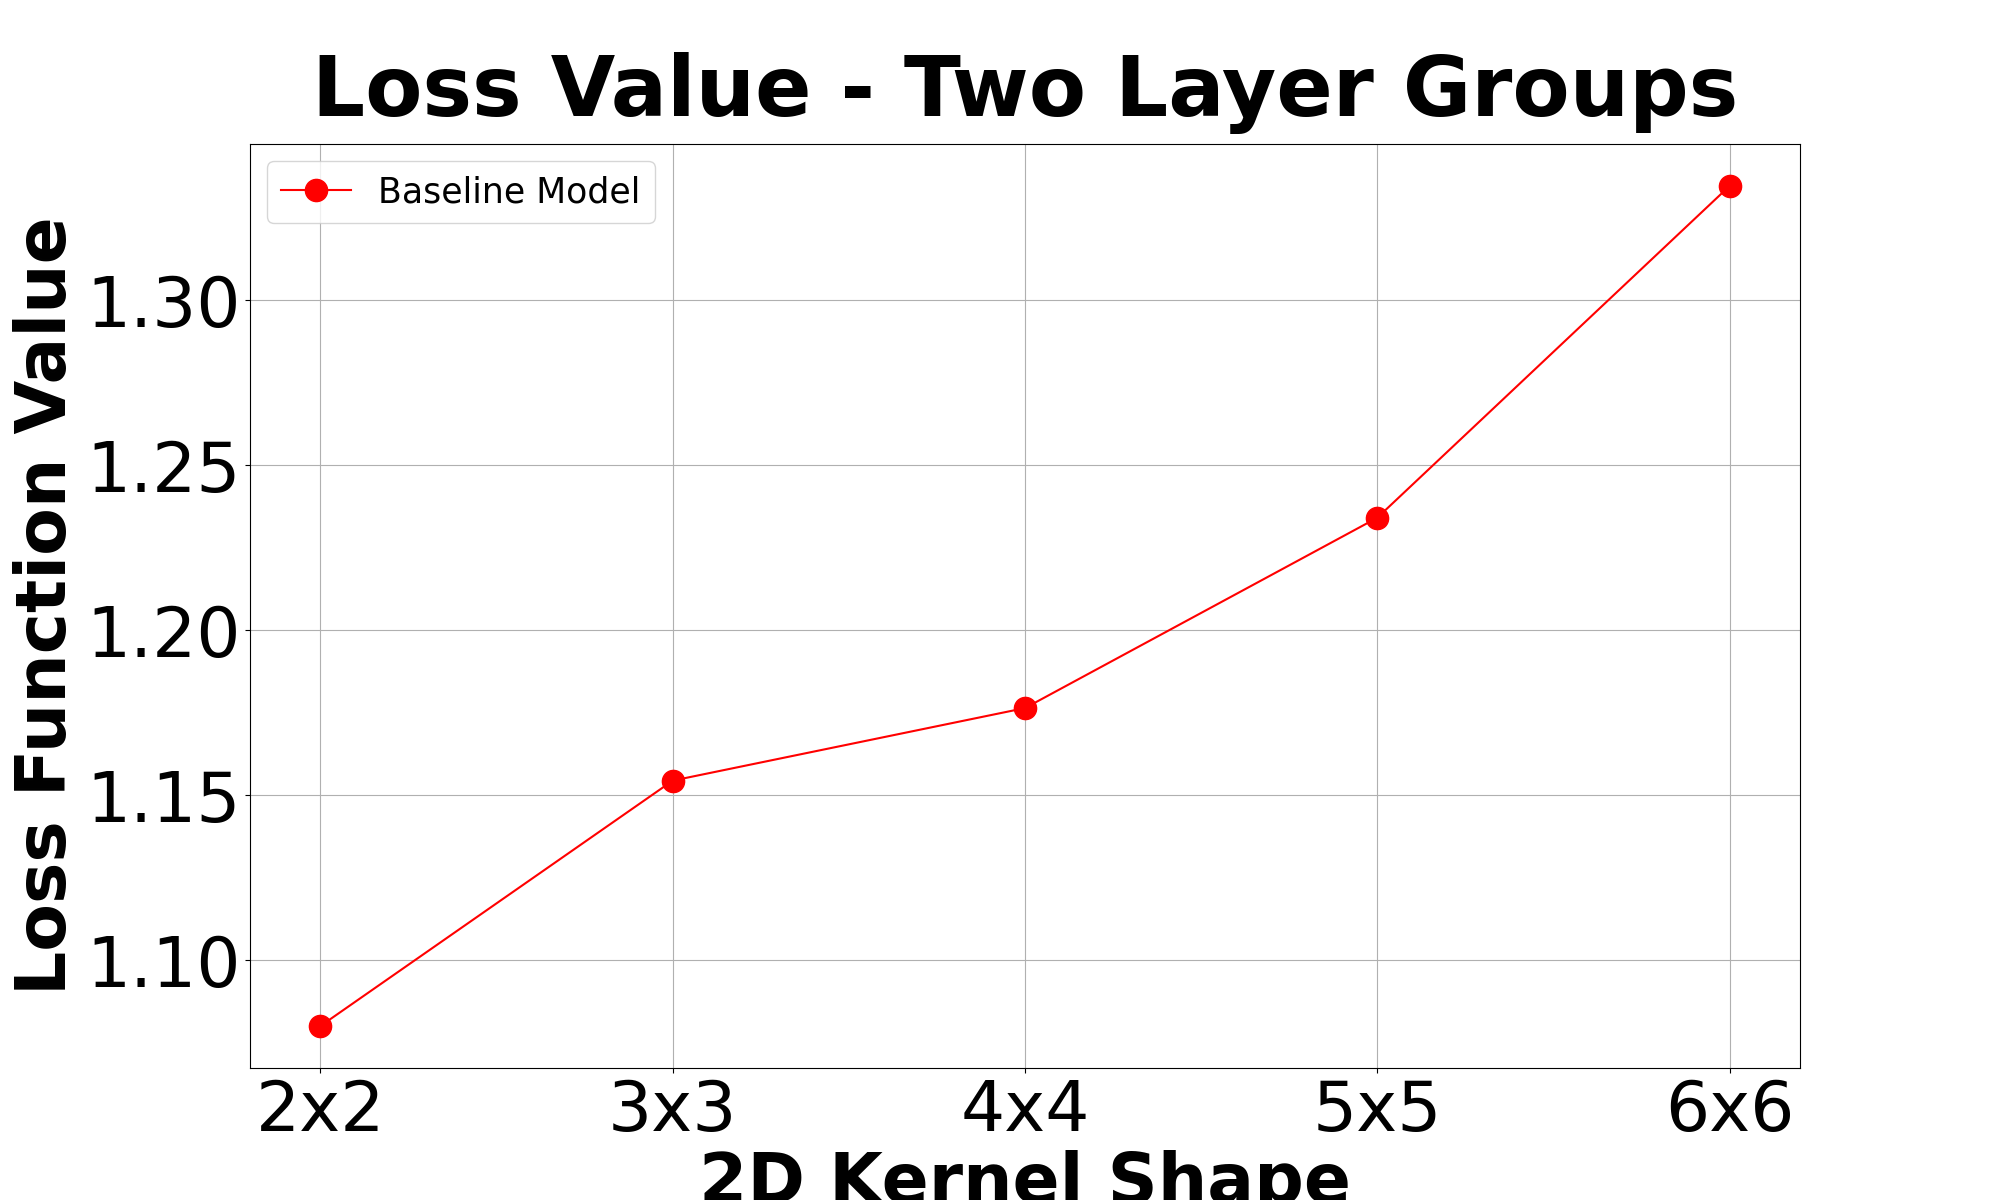 Loss Value - Two Layer Groups
Baseline Model
Loss Function Value
1.30
1.25
1.20
1.15
1.10
2x2 3x3 4x4 5x5 6x6
2D Kernel Shape